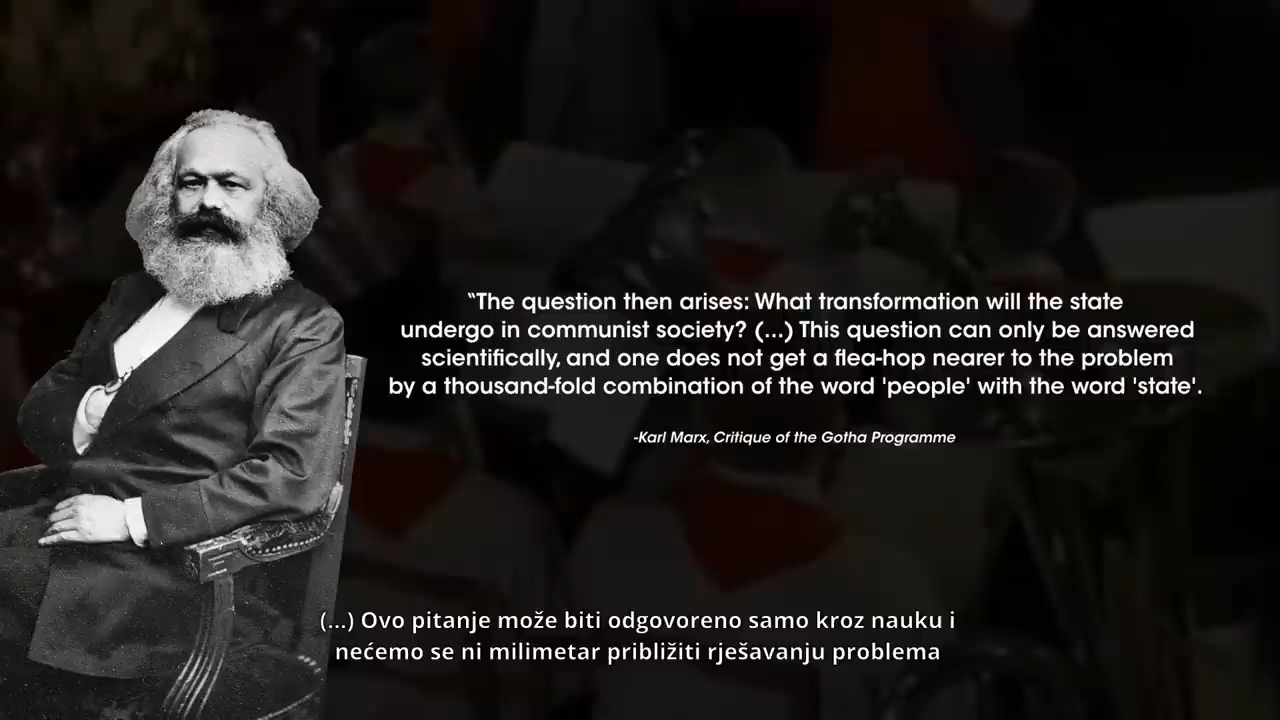 “The question then arises: What transformation will the state
undergo in communist society? (...) This question can only be answered
scientifically, and one does not get a flea-hop nearer to the problem
by a thousand-fold combination of the word 'people' with the word 'state'.
-Karl Marx, Critique of the Gotha Programme
(...) Ovo pitanje može biti odgovoreno samo kroz nauku i
nećemo se ni milimetar približiti rješavanju problema